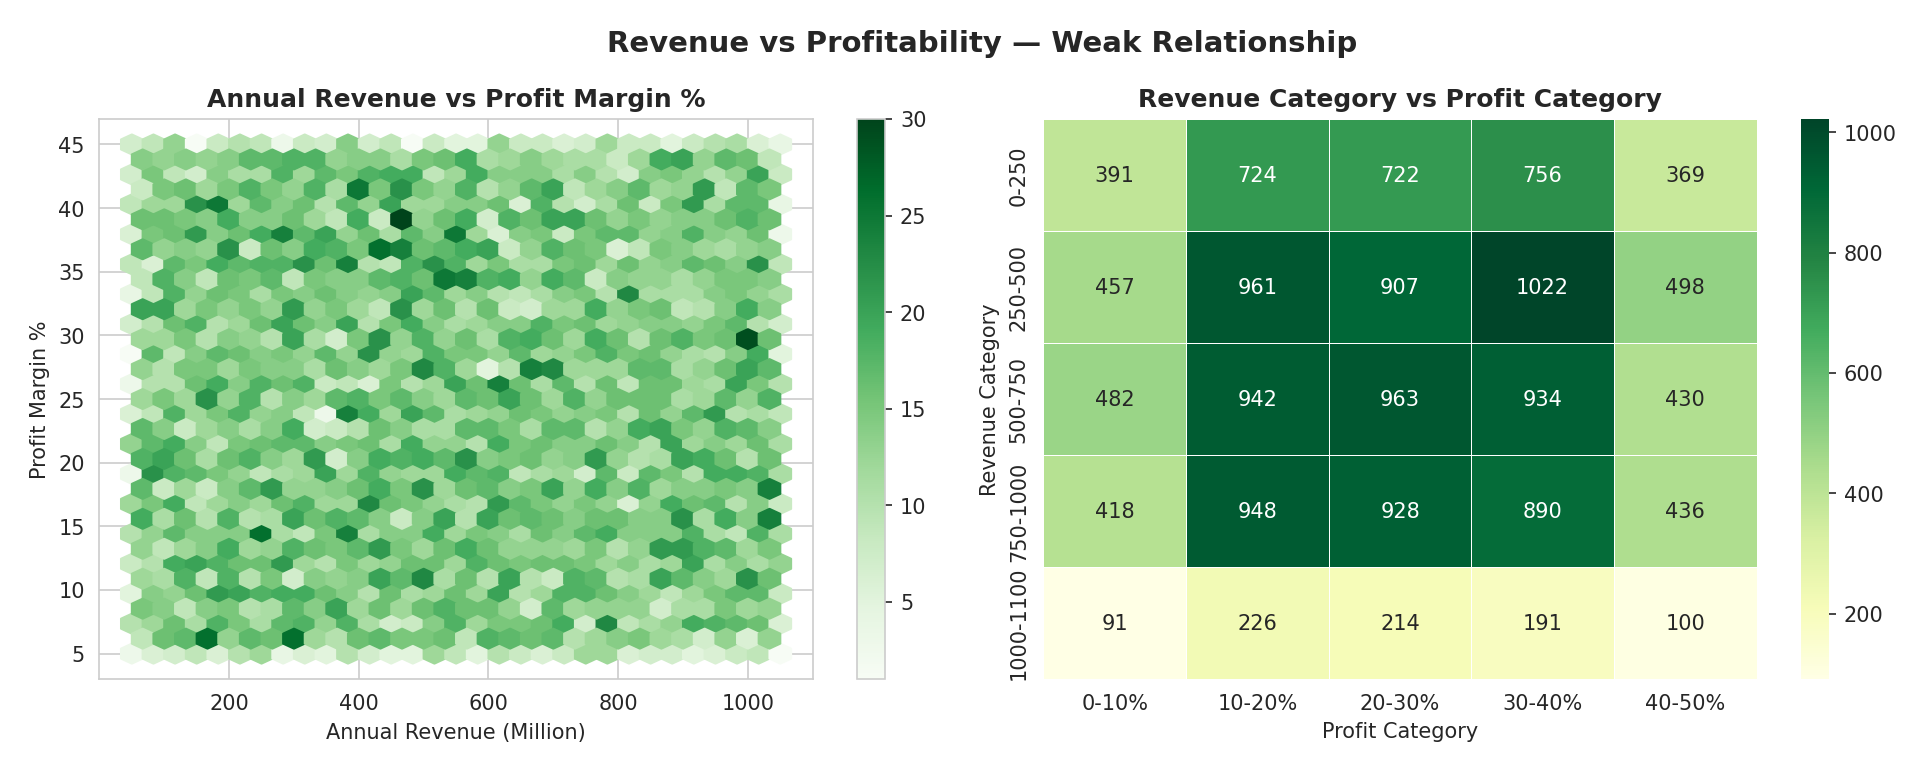 Revenue vs Profitability — Weak Relationship
Annual Revenue vs Profit Margin %
Profit Margin %
45
40
35
30
25
20
15
10
5
200 400 600 800 1000
Annual Revenue (Million)
30
25
20
15
10
5
Revenue Category vs Profit Category
Revenue Category
0-250
391 724 722 756 369
250-500
457 961 907 1022 498
500-750
482 942 963 934 430
750-1000
418 948 928 890 436
1000-1100
91 226 214 191 100
0-10% 10-20% 20-30% 30-40% 40-50%
Profit Category
1000
800
600
400
200